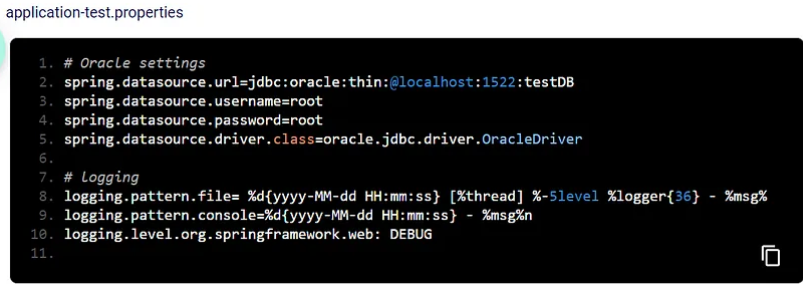 application-test.properties
1. # Oracle settings
2. spring.datasource.url=jdbc:oracle:thin:@localhost:1522:testDB
3. spring.datasource.username=root
4. spring.datasource.password=root
5. spring.datasource.driver.class=oracle.jdbc.driver.OracleDriver
6.
7. # logging
8. logging.pattern.file= %d{yyyy-MM-dd HH:mm:ss} [%thread] %-5level %logger{36} - %msg%
9. logging.pattern.console=%d{yyyy-MM-dd HH:mm:ss} - %msg%n
10. logging.level.org.springframework.web: DEBUG
11.